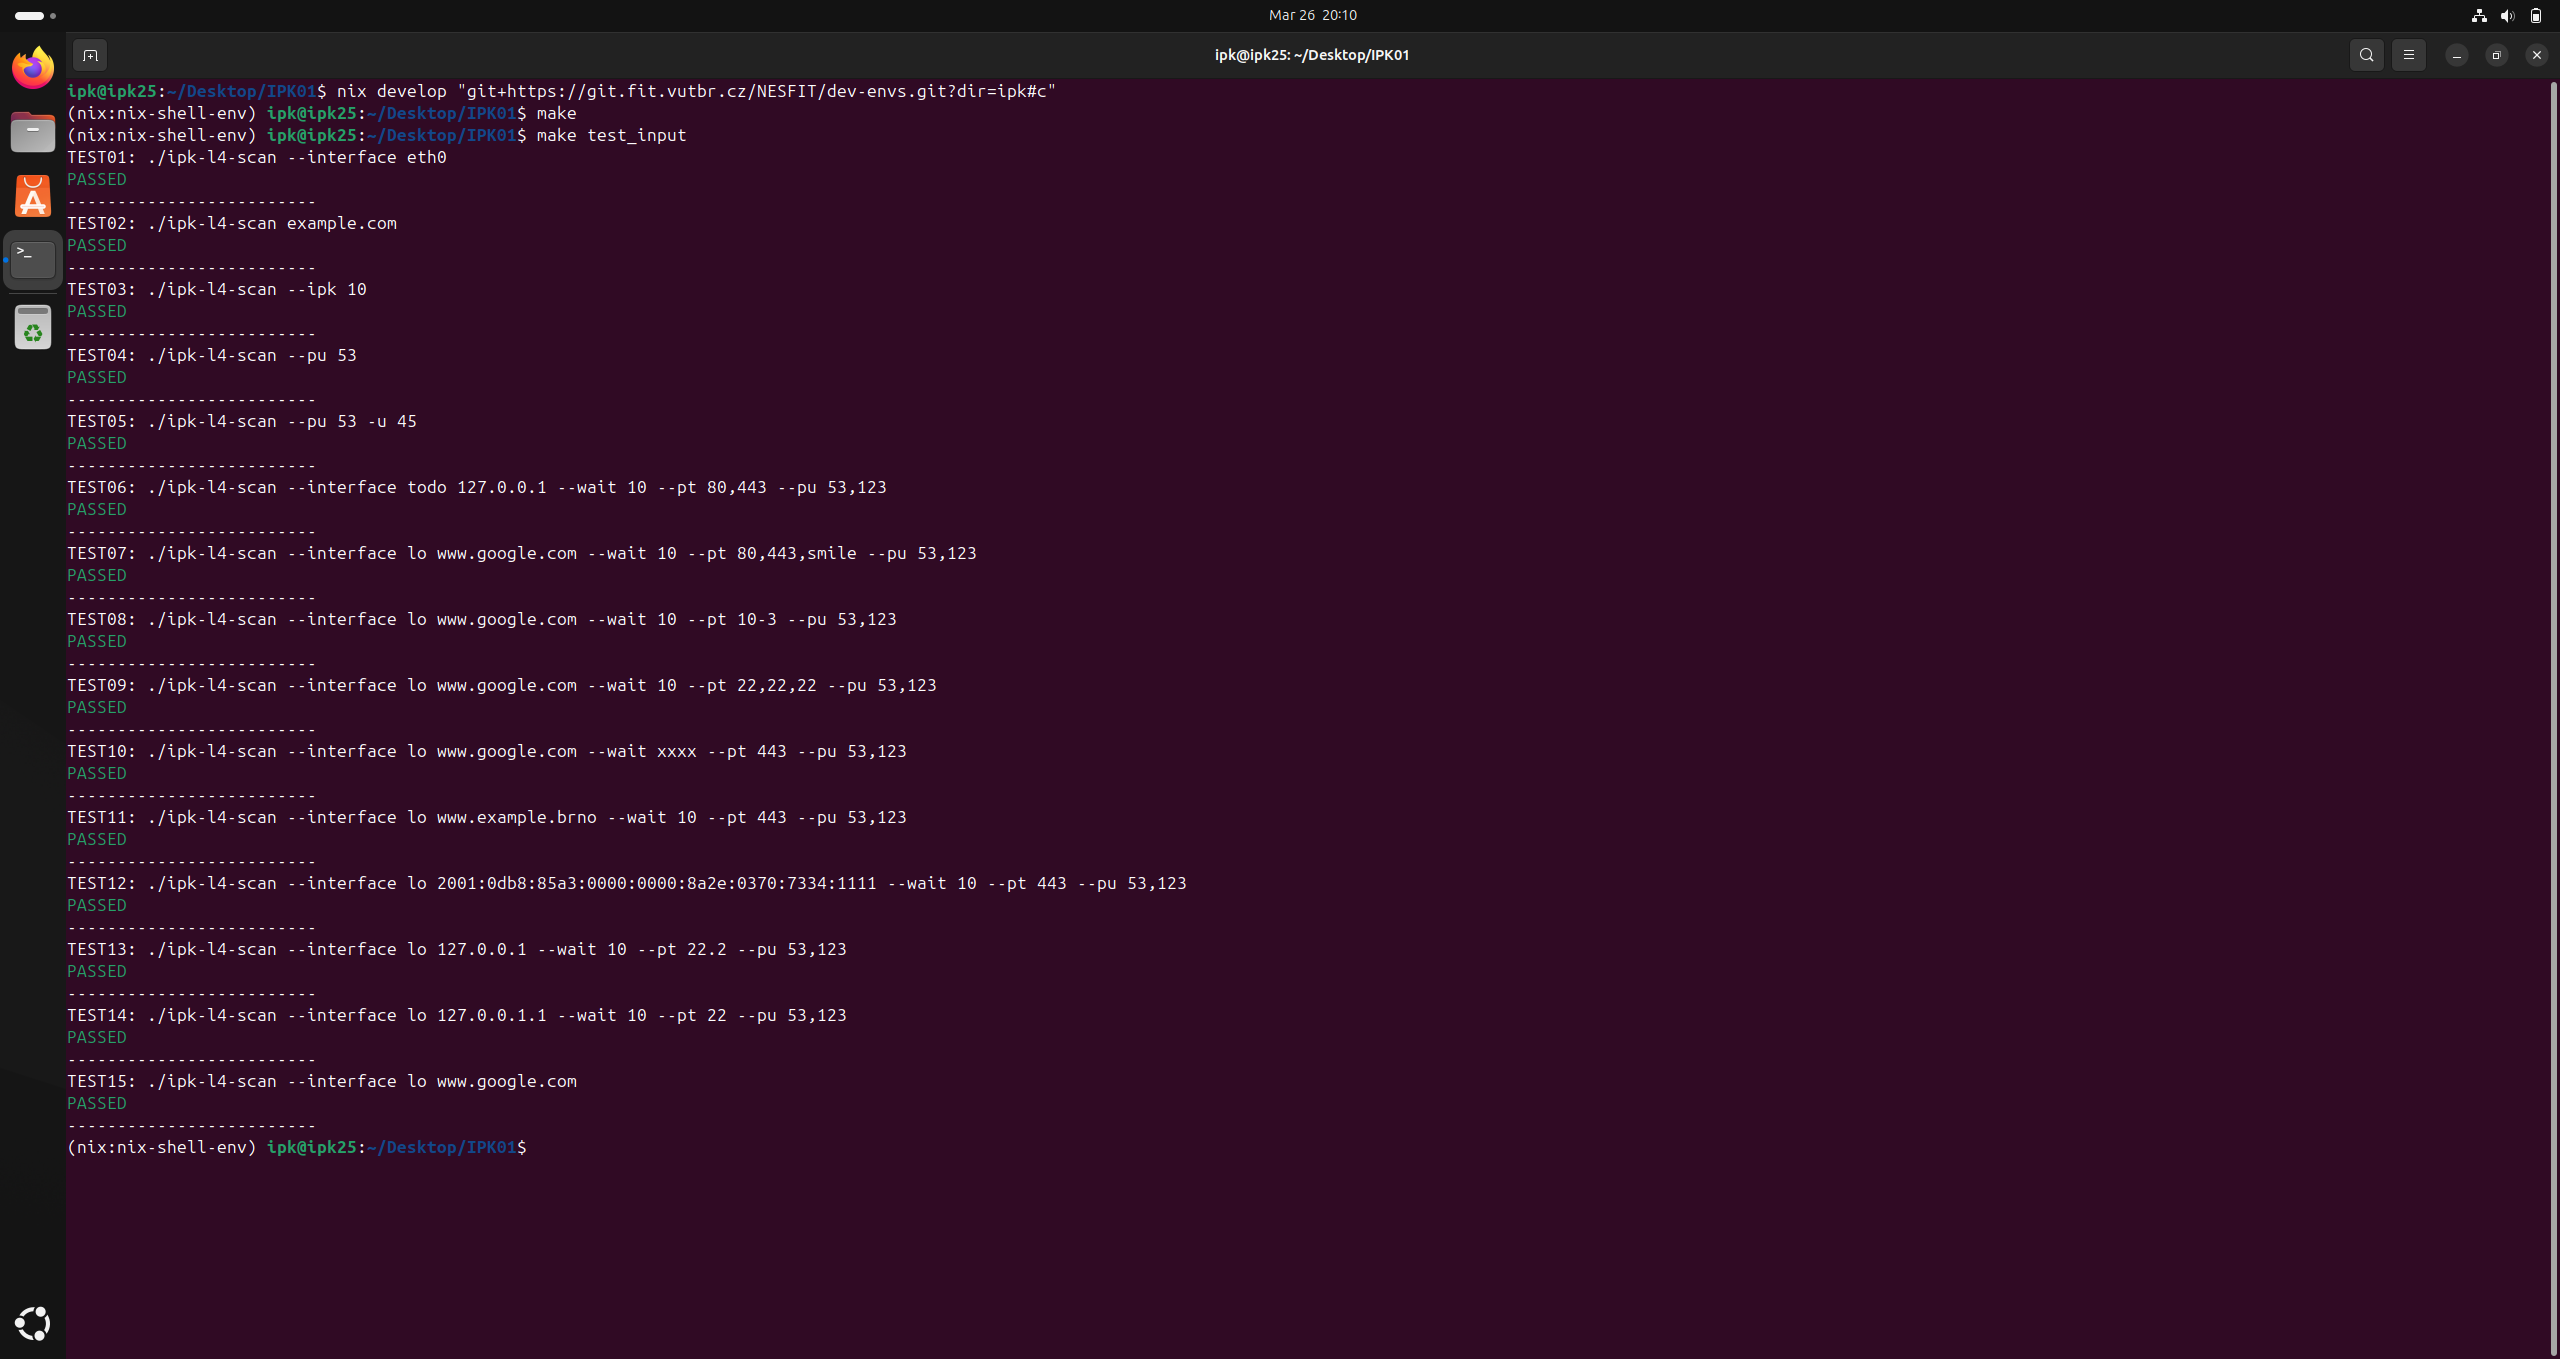 Mar 26 20:10
ipk@ipk25: ~/Desktop/IPK01
ipk@ipk25:~/Desktop/IPK01$ nix develop "git+https://git.fit.vutbr.cz/NESFIT/dev-envs.git?dir=ipk#c"
(nix:nix-shell-env) ipk@ipk25:~/Desktop/IPK01$ make
(nix:nix-shell-env) ipk@ipk25:~/Desktop/IPK01$ make test_input
TEST01: ./ipk-l4-scan --interface eth0
PASSED
-------------------------
TEST02: ./ipk-l4-scan example.com
PASSED
-------------------------
TEST03: ./ipk-l4-scan --ipk 10
PASSED
-------------------------
TEST04: ./ipk-l4-scan --pu 53
PASSED
-------------------------
TEST05: ./ipk-l4-scan --pu 53 -u 45
PASSED
-------------------------
TEST06: ./ipk-l4-scan --interface todo 127.0.0.1 --wait 10 --pt 80,443 --pu 53,123
PASSED
-------------------------
TEST07: ./ipk-l4-scan --interface lo www.google.com --wait 10 --pt 80,443,smile --pu 53,123
PASSED
-------------------------
TEST08: ./ipk-l4-scan --interface lo www.google.com --wait 10 --pt 10-3 --pu 53,123
PASSED
-------------------------
TEST09: ./ipk-l4-scan --interface lo www.google.com --wait 10 --pt 22,22,22 --pu 53,123
PASSED
-------------------------
TEST10: ./ipk-l4-scan --interface lo www.google.com --wait xxxx --pt 443 --pu 53,123
PASSED
-------------------------
TEST11: ./ipk-l4-scan --interface lo www.example.brno --wait 10 --pt 443 --pu 53,123
PASSED
-------------------------
TEST12: ./ipk-l4-scan --interface lo 2001:0db8:85a3:0000:0000:8a2e:0370:7334:1111 --wait 10 --pt 443 --pu 53,123
PASSED
-------------------------
TEST13: ./ipk-l4-scan --interface lo 127.0.0.1 --wait 10 --pt 22.2 --pu 53,123
PASSED
-------------------------
TEST14: ./ipk-l4-scan --interface lo 127.0.0.1.1 --wait 10 --pt 22 --pu 53,123
PASSED
-------------------------
TEST15: ./ipk-l4-scan --interface lo www.google.com
PASSED
-------------------------
(nix:nix-shell-env) ipk@ipk25:~/Desktop/IPK01$